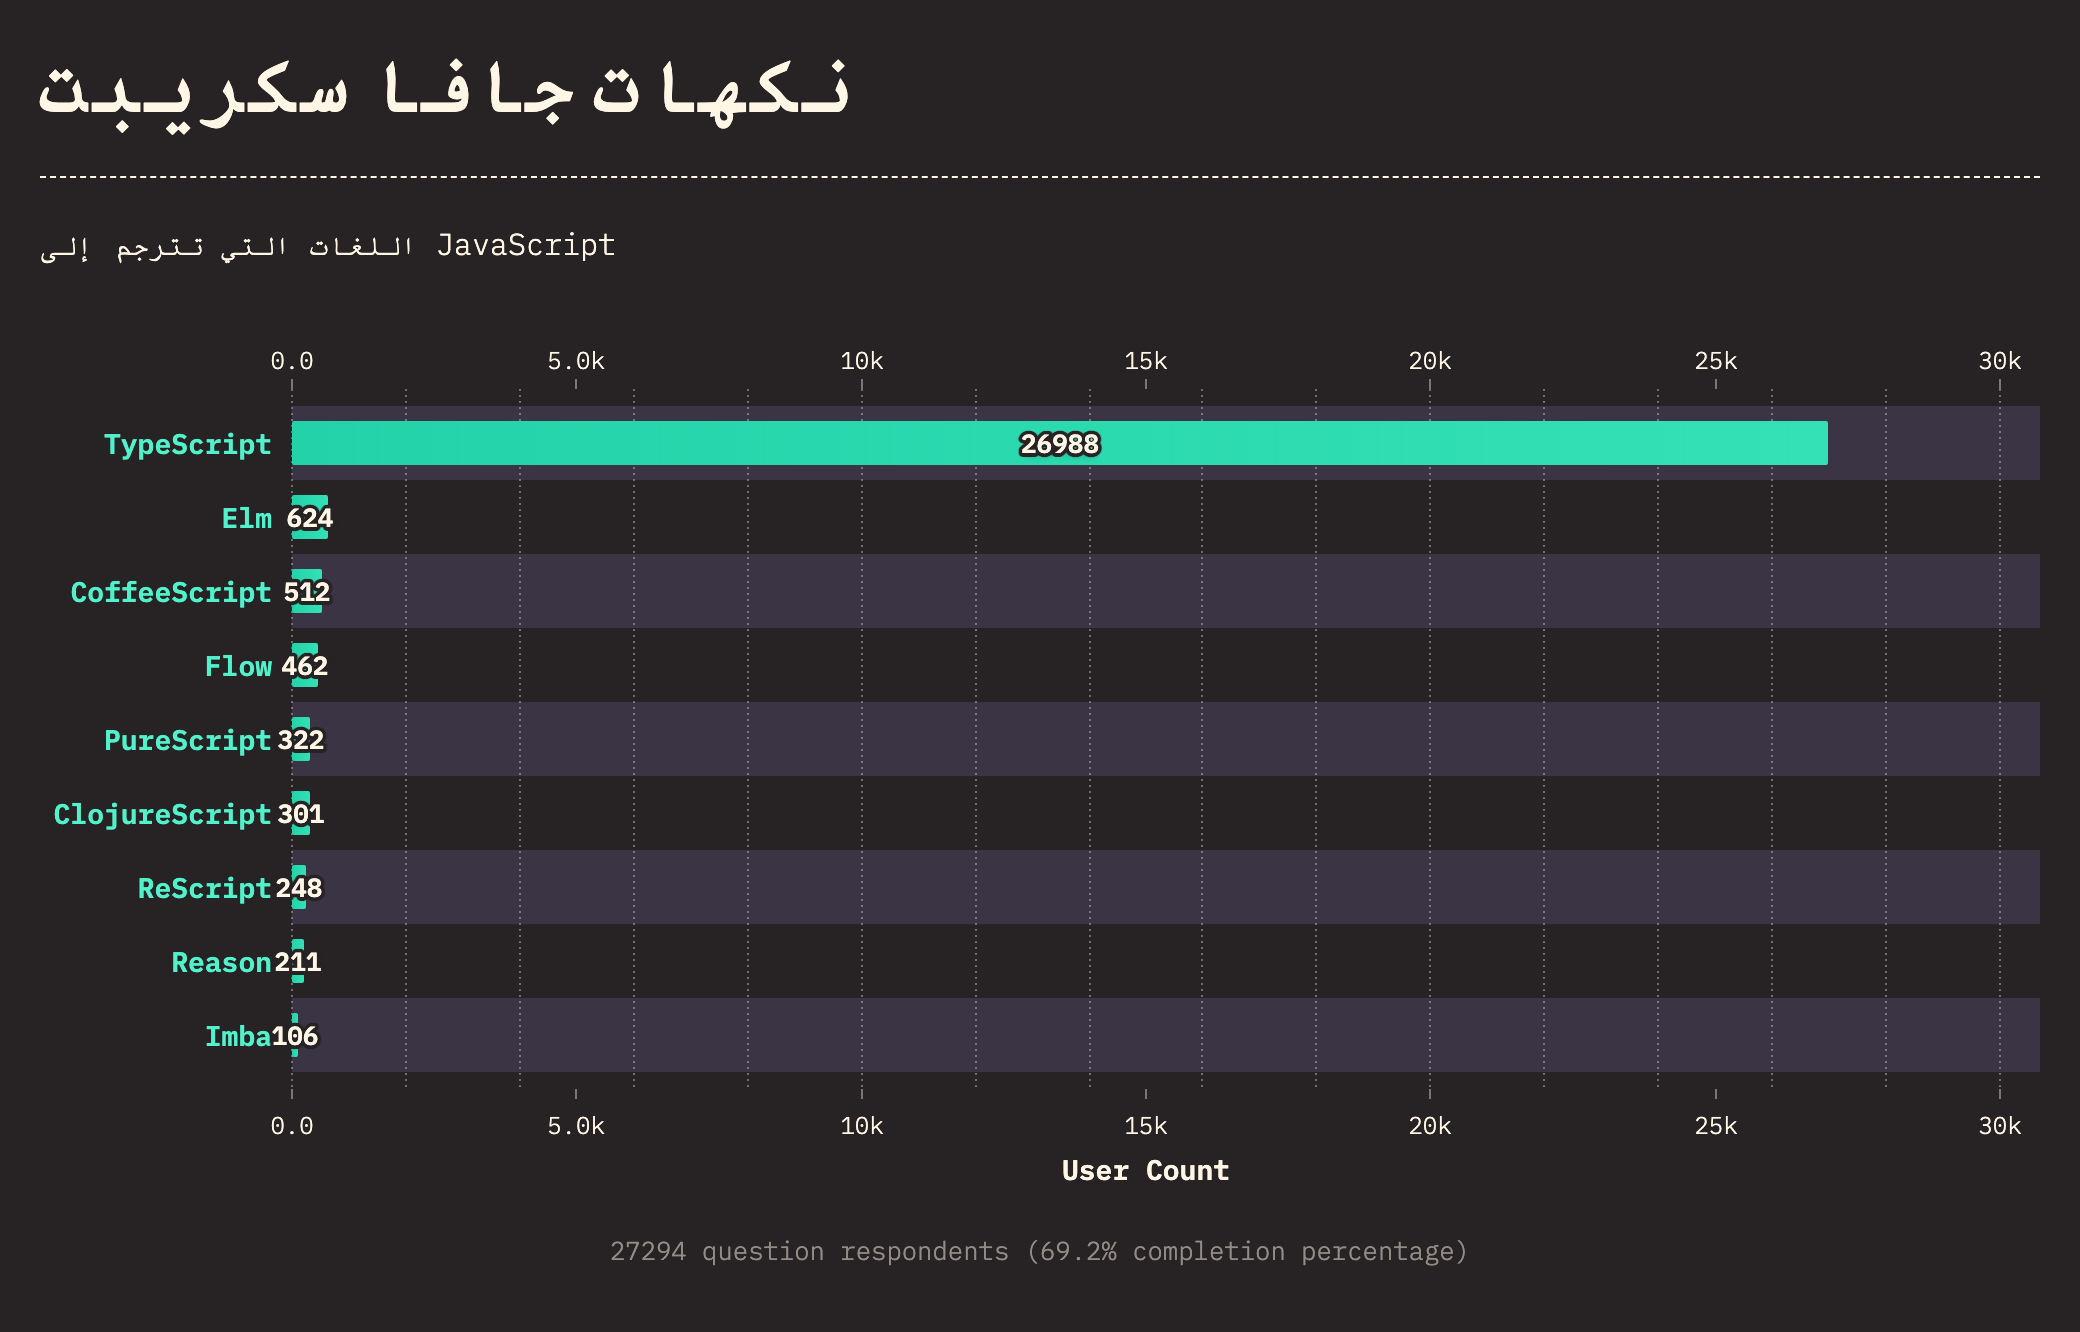 نكهات جافا سكريبت
اللغات التي تترجم إلى JavaScript
0.0 5.0k 10k 15k 20k 25k 30k
TypeScript 26988
Elm 624
CoffeeScript 512
Flow 462
PureScript 322
ClojureScript 301
ReScript 248
Reason 211
Imba 106
0.0 5.0k 10k 15k 20k 25k 30k
User Count
27294 question respondents (69.2% completion percentage)